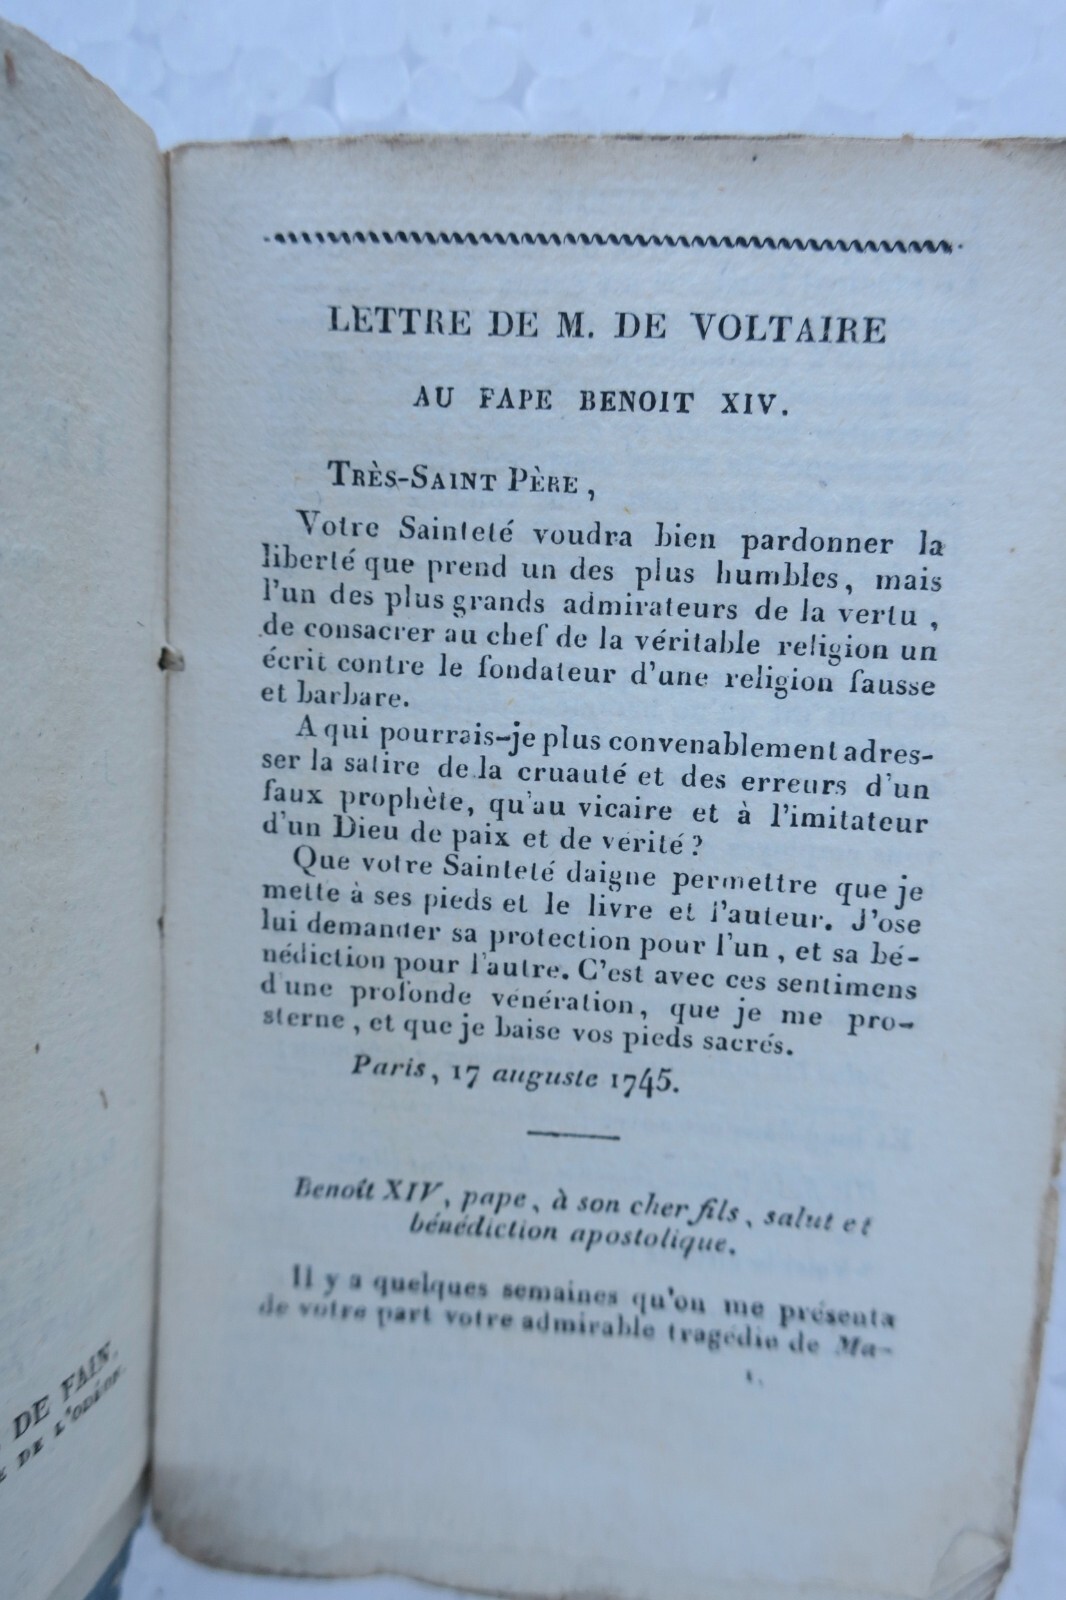 LETTRE DE M. DE VOLTAIRE
AU PAPE BENOIT XIV.
TRÈS-SAINT PÈRE,
Votre Sainteté voudra bien pardonner la
liberté que prend un des plus humbles, mais
l'un des plus grands admirateurs de la vertu,
de consacrer au chef de la véritable religion un
écrit contre le fondateur d'une religion fausse
et barbare.
A qui pourrais-je plus convenablement adres-
ser la satire de la cruauté et des erreurs d'un
faux prophète, qu'au vicaire et à l'imitateur
d'un Dieu de paix et de vérité?
Que votre Sainteté daigne permettre que je
mette à ses pieds et le livre et l'auteur. J'ose
lui demander sa protection pour l'un, et sa bé-
nédiction pour l'autre. C'est avec ces sentimens
d'une profonde vénération, que je me pro-
sterne, et que je baise vos pieds sacrés.
Paris, 17 auguste 1745.
Benoît XIV, pape, à son cher fils, salut et
bénédiction apostolique.
Il y a quelques semaines qu'on me présenta
de votre part votre admirable tragédie de Ma-
1.
DE FAIN,
DE L'ODÉON.